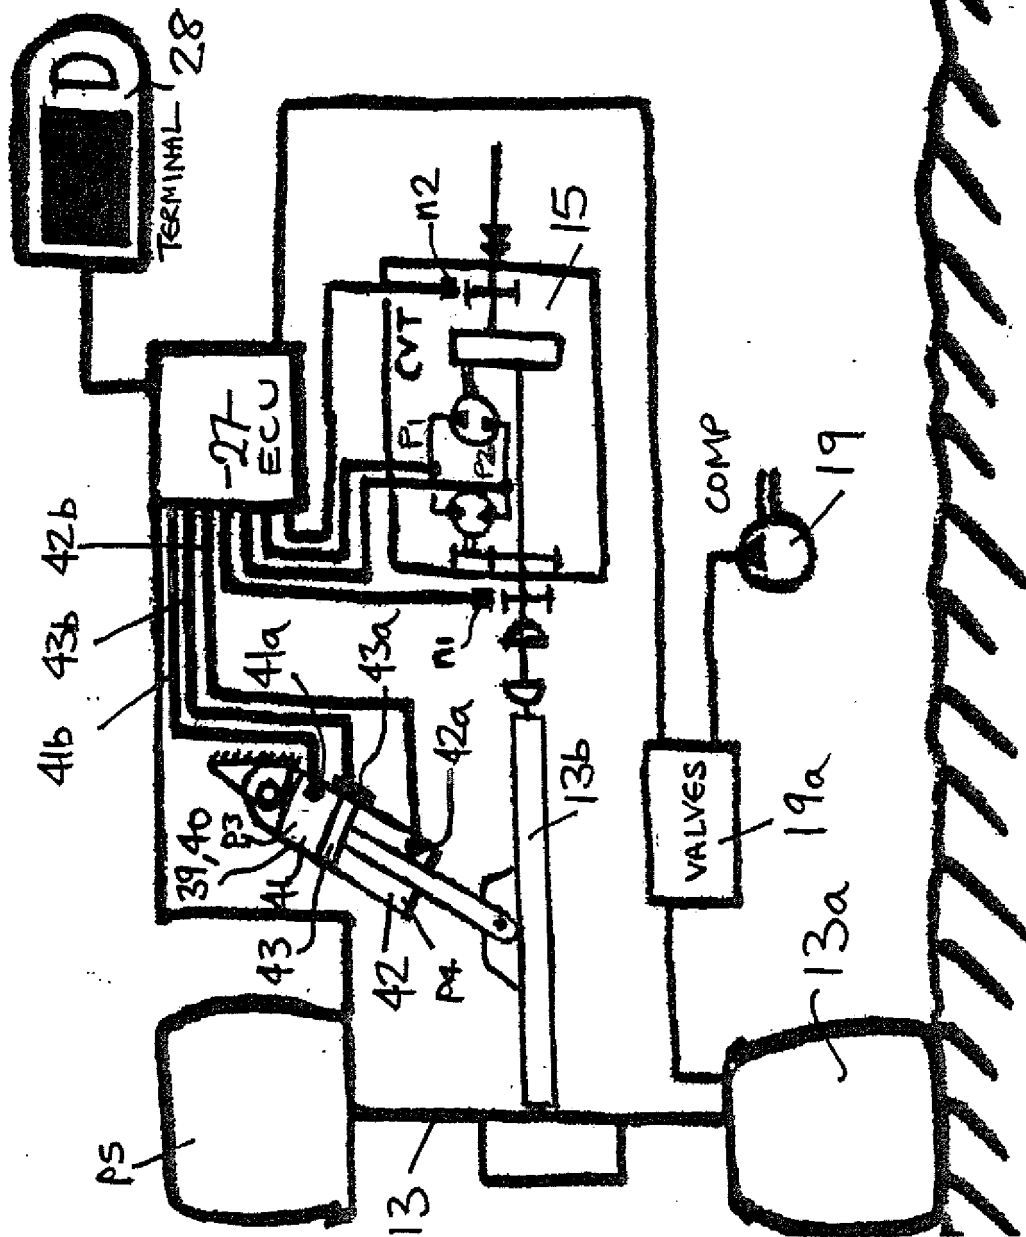 41b
43b
42b
p5
28
TERMINAL
39,40
p3
-27-
ECU
43
41
41a
42
43a
13
p4
n1
P1
CVT
n2
42a
P2
13b
15
VALVES
COMP
13a
19a
19